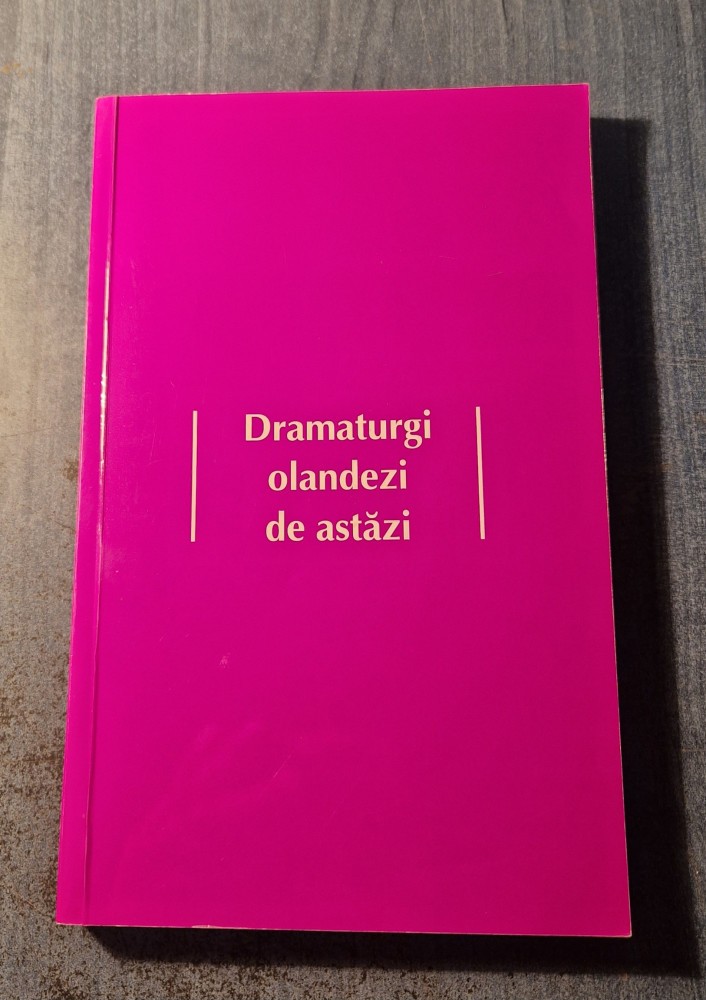 Dramaturgi
olandezi
de astăzi